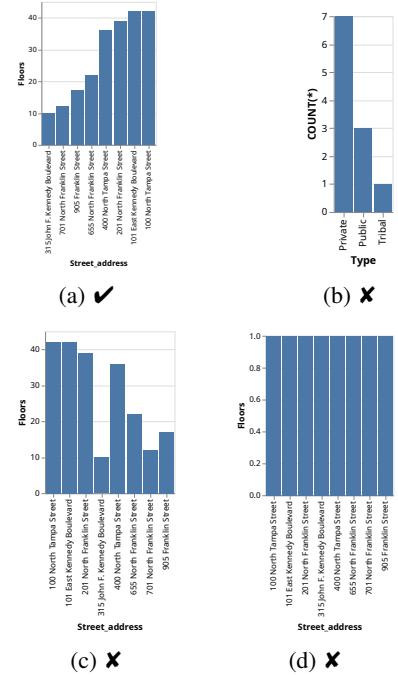 40
30
20
10
0
Floors
315 John F. Kennedy Boulevard
701 North Franklin Street
905 Franklin Street
655 North Franklin Street
400 North Tampa Street
201 North Franklin Street
101 East Kennedy Boulevard
100 North Tampa Street
Street_address
(a) ✔
7
6
5
4
3
2
1
0
COUNT(*)
Private
Public
Tribal
Type
(b) ✘
40
30
20
10
0
Floors
100 North Tampa Street
101 East Kennedy Boulevard
201 North Franklin Street
315 John F. Kennedy Boulevard
400 North Tampa Street
655 North Franklin Street
701 North Franklin Street
905 Franklin Street
Street_address
(c) ✘
1.0
0.8
0.6
0.4
0.2
0.0
Floors
100 North Tampa Street
101 East Kennedy Boulevard
201 North Franklin Street
315 John F. Kennedy Boulevard
400 North Tampa Street
655 North Franklin Street
701 North Franklin Street
905 Franklin Street
Street_address
(d) ✘